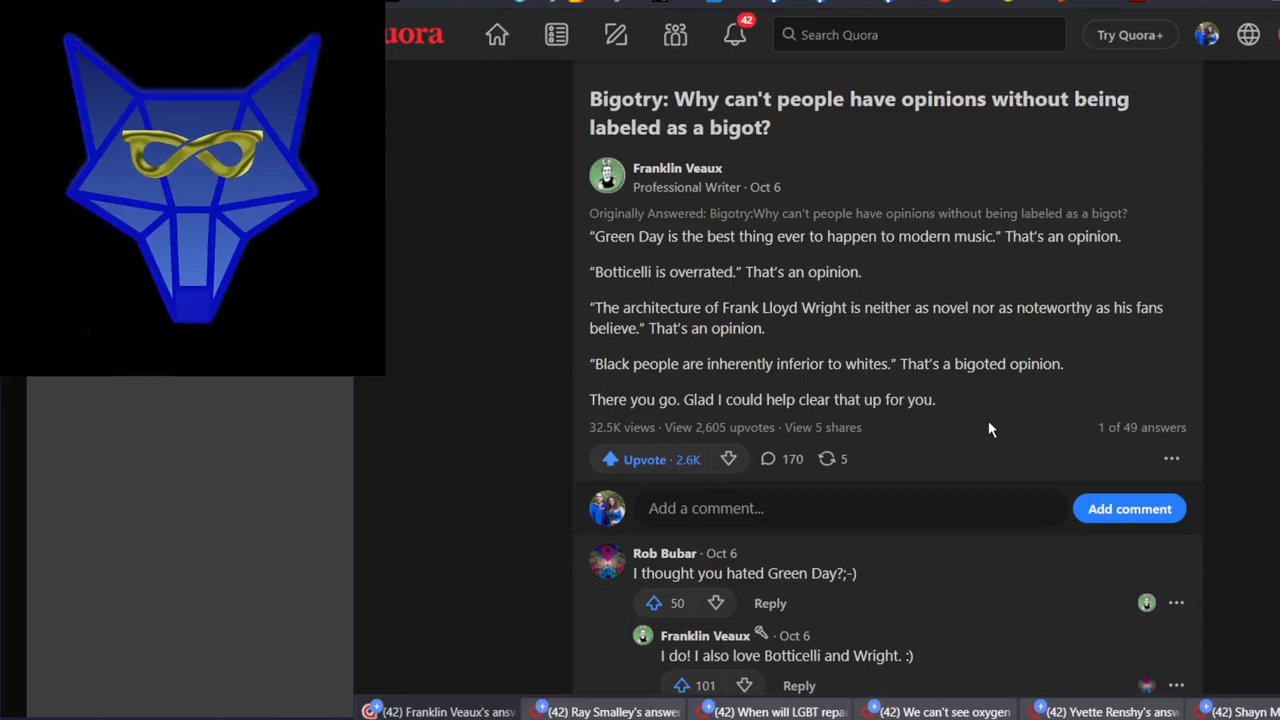 uora
42
Search Quora
Try Quora+
Bigotry: Why can't people have opinions without being
labeled as a bigot?
Franklin Veaux
Professional Writer · Oct 6
Originally Answered: Bigotry:Why can't people have opinions without being labeled as a bigot?
“Green Day is the best thing ever to happen to modern music.” That’s an opinion.
“Botticelli is overrated.” That’s an opinion.
“The architecture of Frank Lloyd Wright is neither as novel nor as noteworthy as his fans
believe.” That’s an opinion.
“Black people are inherently inferior to whites.” That’s a bigoted opinion.
There you go. Glad I could help clear that up for you.
32.5K views · View 2,605 upvotes · View 5 shares
1 of 49 answers
Upvote · 2.6K
170
5
Add a comment...
Add comment
Rob Bubar · Oct 6
I thought you hated Green Day?;-)
50
Reply
Franklin Veaux · Oct 6
I do! I also love Botticelli and Wright. :)
101
Reply
(42) Franklin Veaux's answ
(42) Ray Smalley's answer
(42) When will LGBT repa
(42) We can't see oxygen
(42) Yvette Renshy's answ
(42) Shayn M